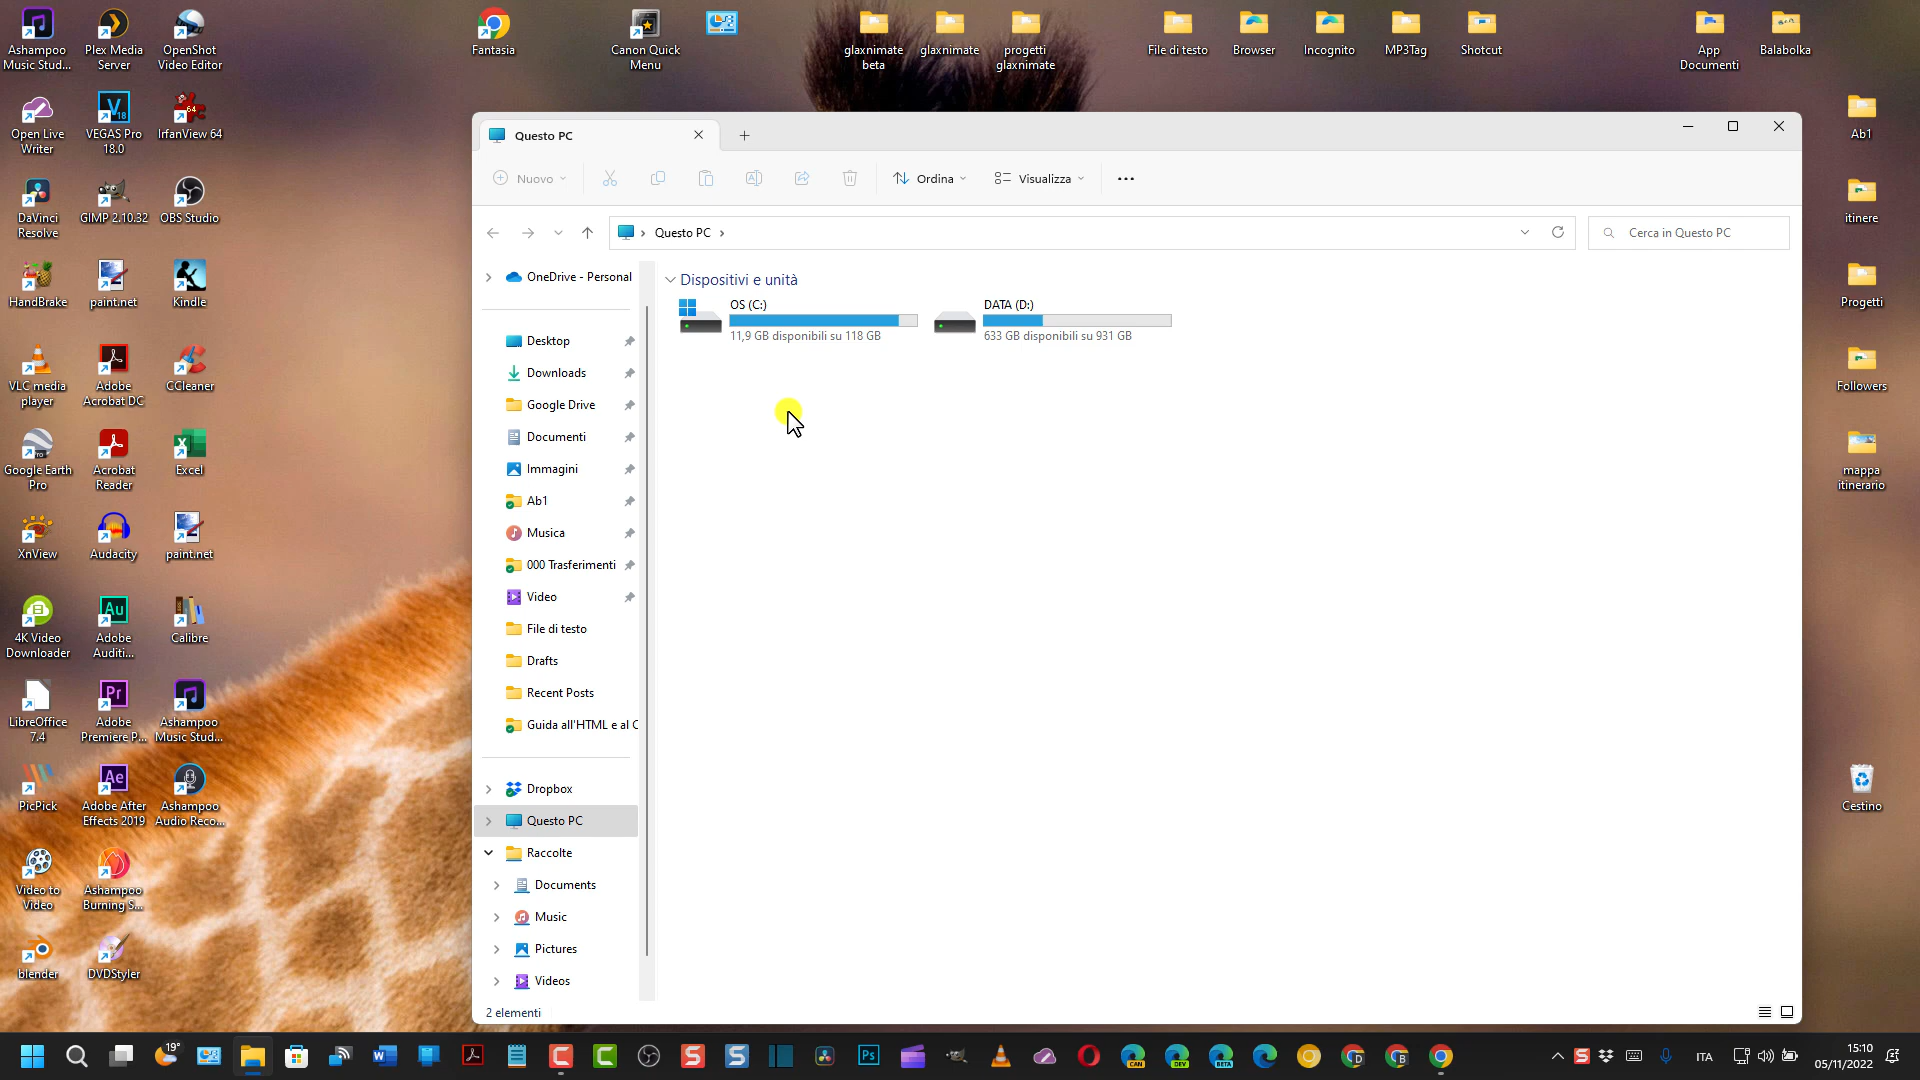 Ashampoo
Music Stud...
Plex Media
Server
OpenShot
Video Editor
Fantasia
Canon Quick
Menu
glaxnimate
beta
glaxnimate
progetti
glaxnimate
File di testo
Browser
Incognito
MP3Tag
Shotcut
App
Documenti
Balabolka
Open Live
Writer
VEGAS Pro
18.0
IrfanView 64
DaVinci
Resolve
GIMP 2.10.32
OBS Studio
HandBrake
paint.net
Kindle
VLC media
player
Adobe
Acrobat DC
CCleaner
Google Earth
Pro
Acrobat
Reader
Excel
XnView
Audacity
paint.net
4K Video
Downloader
Adobe
Auditi...
Calibre
LibreOffice
7.4
Adobe
Premiere P...
Ashampoo
Music Stud...
PicPick
Adobe After
Effects 2019
Ashampoo
Audio Reco...
Video to
Video
Ashampoo
Burning S...
blender
DVDStyler
Questo PC
Nuovo
Ordina
Visualizza
Questo PC
Cerca in Questo PC
OneDrive - Personal
Desktop
Downloads
Google Drive
Documenti
Immagini
Ab1
Musica
000 Trasferimenti
Video
File di testo
Drafts
Recent Posts
Guida all'HTML e al C
Dropbox
Questo PC
Raccolte
Documents
Music
Pictures
Videos
Dispositivi e unità
OS (C:)
11,9 GB disponibili su 118 GB
DATA (D:)
633 GB disponibili su 931 GB
2 elementi
Ab1
itinere
Progetti
Followers
mappa
itinerario
Cestino
19°
CAN
DEV
BETA
ITA
15:10
05/11/2022